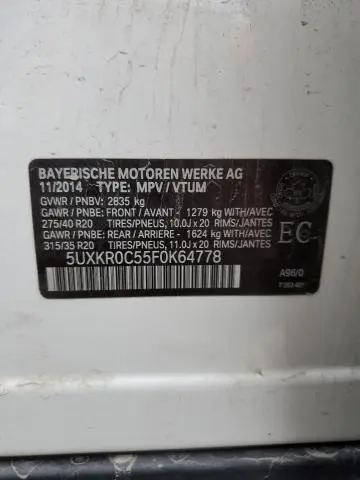 BAYERISCHE MOTOREN WERKE AG
11/2014 TYPE: MPV / VTUM
GVWR / PNBV: 2835 kg
GAWR / PNBE: FRONT / AVANT - 1279 kg WITH/AVEC
275/40 R20 TIRES/PNEUS, 10.0J x 20 RIMS/JANTES
GAWR / PNBE: REAR / ARRIERE - 1624 kg WITH/AVEC
315/35 R20 TIRES/PNEUS, 11.0J x 20 RIMS/JANTES
EC
5UXKR0C55F0K64778
A96/0